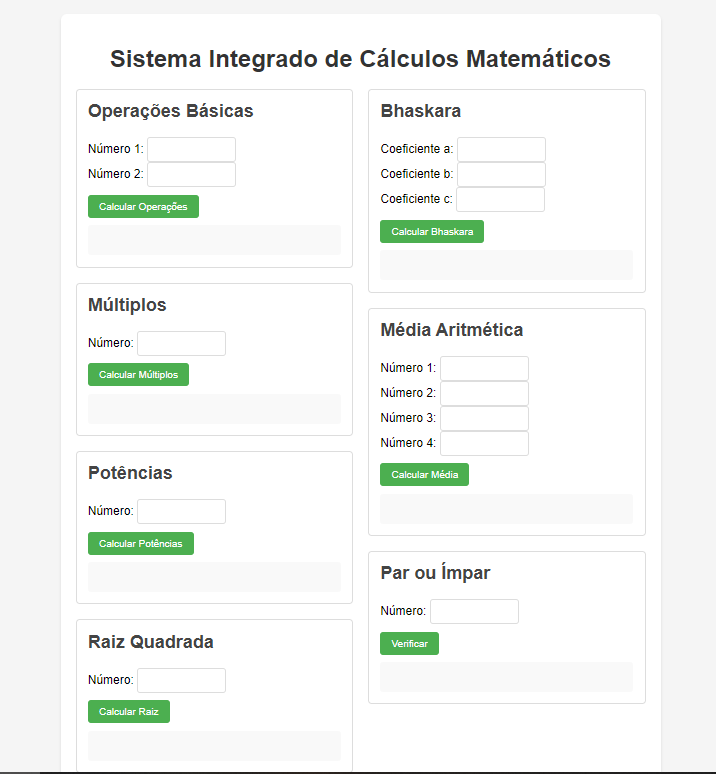 Sistema Integrado de Cálculos Matemáticos
Operações Básicas
Número 1:
Número 2:
Calcular Operações
Múltiplos
Número:
Calcular Múltiplos
Potências
Número:
Calcular Potências
Raiz Quadrada
Número:
Calcular Raiz
Bhaskara
Coeficiente a:
Coeficiente b:
Coeficiente c:
Calcular Bhaskara
Média Aritmética
Número 1:
Número 2:
Número 3:
Número 4:
Calcular Média
Par ou Ímpar
Número:
Verificar